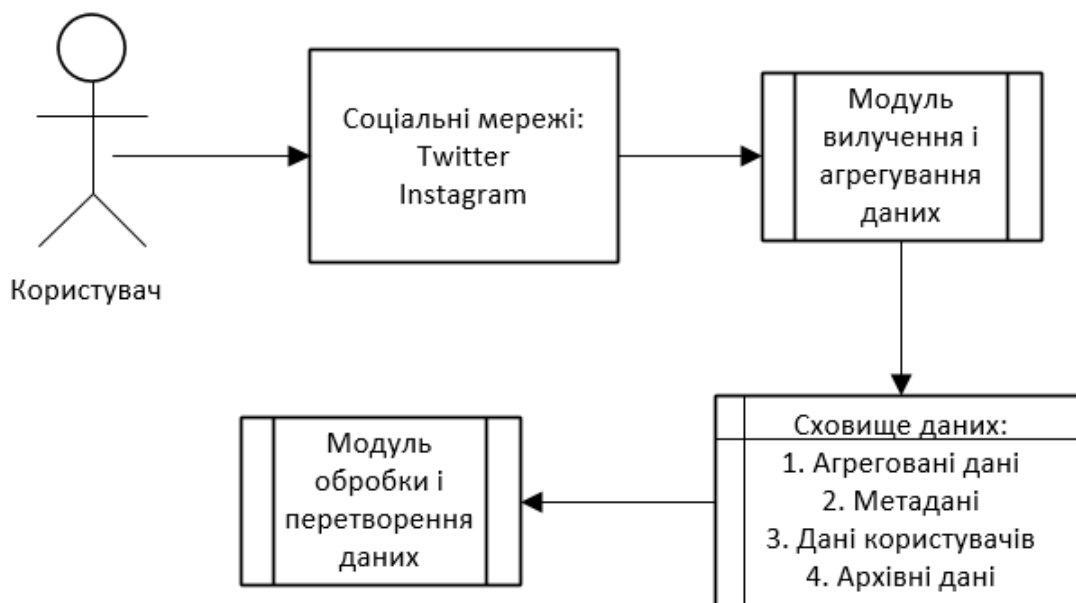 Користувач
Соціальні мережі:
Twitter
Instagram
Модуль
вилучення і
агрегування
даних
Сховище даних:
1. Агреговані дані
2. Метадані
3. Дані користувачів
4. Архівні дані
Модуль
обробки і
перетворення
даних